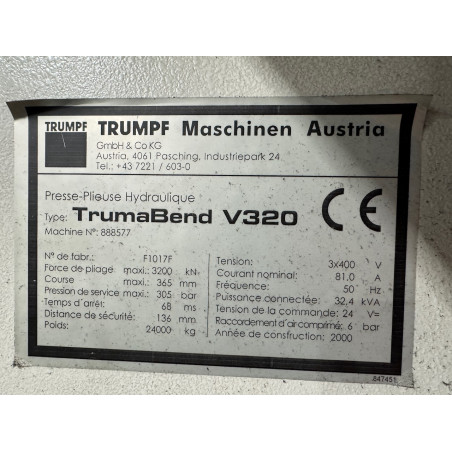 TRUMPF TRUMPF Maschinen Austria
GmbH & Co KG
Austria, 4061 Pasching, Industriepark 24
Tel.: +43 7221 / 603-0
Presse-Plieuse Hydraulique
Type: TrumaBend V320
CE
Machine N°: 888577
N° de fabr.: F1017F
Force de pliage maxi.: 3200 kN
Course maxi.: 365 mm
Pression de service maxi.: 305 bar
Temps d'arrêt: 68 ms
Distance de sécurité: 136 mm
Poids: 24000 kg
Tension: 3x400 V
Courant nominal: 81,0 A
Fréquence: 50 Hz
Puissance connectée: 32,4 kVA
Tension de la commande: 24 V=
Raccordement d'air comprimé: 6 bar
Année de construction: 2000
847451